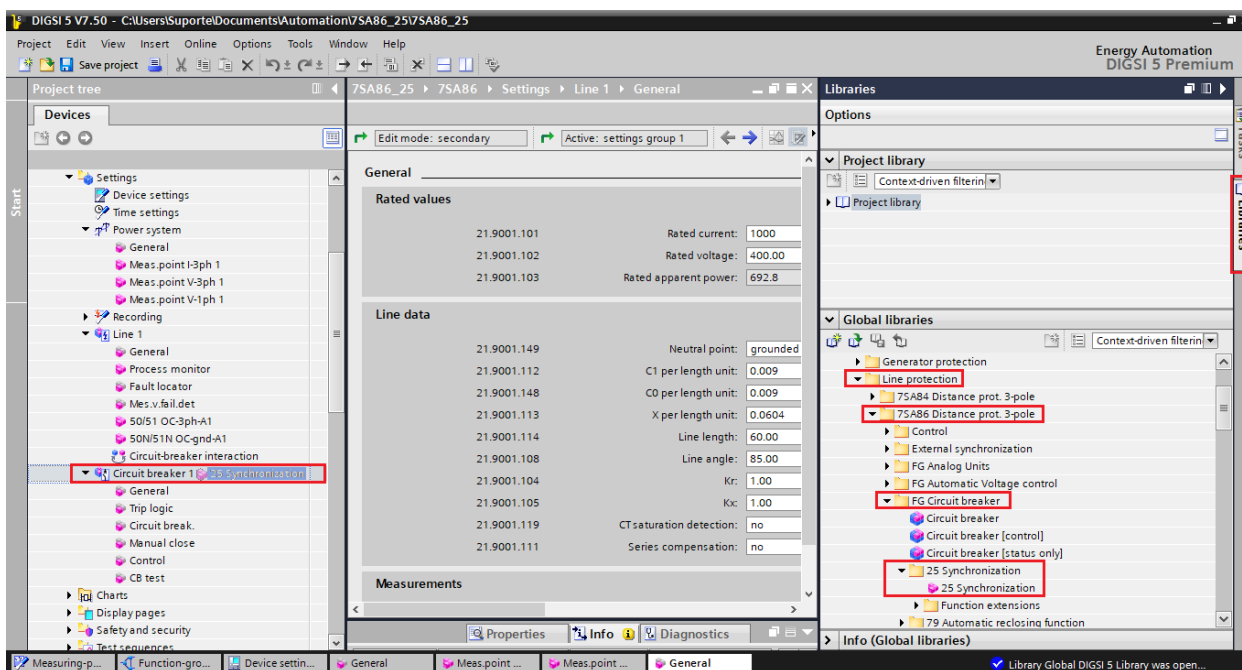 DIGSI 5 V7.50 - C:\Users\Suporte\Documents\Automation\7SA86_25\7SA86_25
Project Edit View Insert Online Options Tools Window Help
Energy Automation
DIGSI 5 Premium
Save project
Project tree
7SA86_25 7SA86 Settings Line 1 General
Libraries
Devices
Options
Tasks
Edit mode: secondary
Active: settings group 1
Project library
Context-driven filterin
Project library
Libraries
Start
Settings
Device settings
Time settings
Power system
General
Meas.point I-3ph 1
Meas.point V-3ph 1
Meas.point V-1ph 1
Recording
Line 1
General
Process monitor
Fault locator
Mes.v.fail.det
50/51 OC-3ph-A1
50N/51N OC-gnd-A1
Circuit-breaker interaction
Circuit breaker 1 25 Synchronization
General
Trip logic
Circuit break.
Manual close
Control
CB test
Charts
Display pages
Safety and security
Test sequences
General
Rated values
21.9001.101 Rated current: 1000
21.9001.102 Rated voltage: 400.00
21.9001.103 Rated apparent power: 692.8
Line data
21.9001.149 Neutral point: grounded
21.9001.112 C1 per length unit: 0.009
21.9001.148 C0 per length unit: 0.009
21.9001.113 X per length unit: 0.0604
21.9001.114 Line length: 60.00
21.9001.108 Line angle: 85.00
21.9001.104 Kr: 1.00
21.9001.105 Kx: 1.00
21.9001.119 CT saturation detection: no
21.9001.111 Series compensation: no
Measurements
Properties Info Diagnostics
Global libraries
Context-driven filterin
Generator protection
Line protection
7SA84 Distance prot. 3-pole
7SA86 Distance prot. 3-pole
Control
External synchronization
FG Analog Units
FG Automatic Voltage control
FG Circuit breaker
Circuit breaker
Circuit breaker [control]
Circuit breaker [status only]
25 Synchronization
25 Synchronization
Function extensions
79 Automatic reclosing function
Info (Global libraries)
Measuring-p... Function-gro... Device settin... General Meas.point ... Meas.point ... General
Library Global DIGSI 5 Library was open...